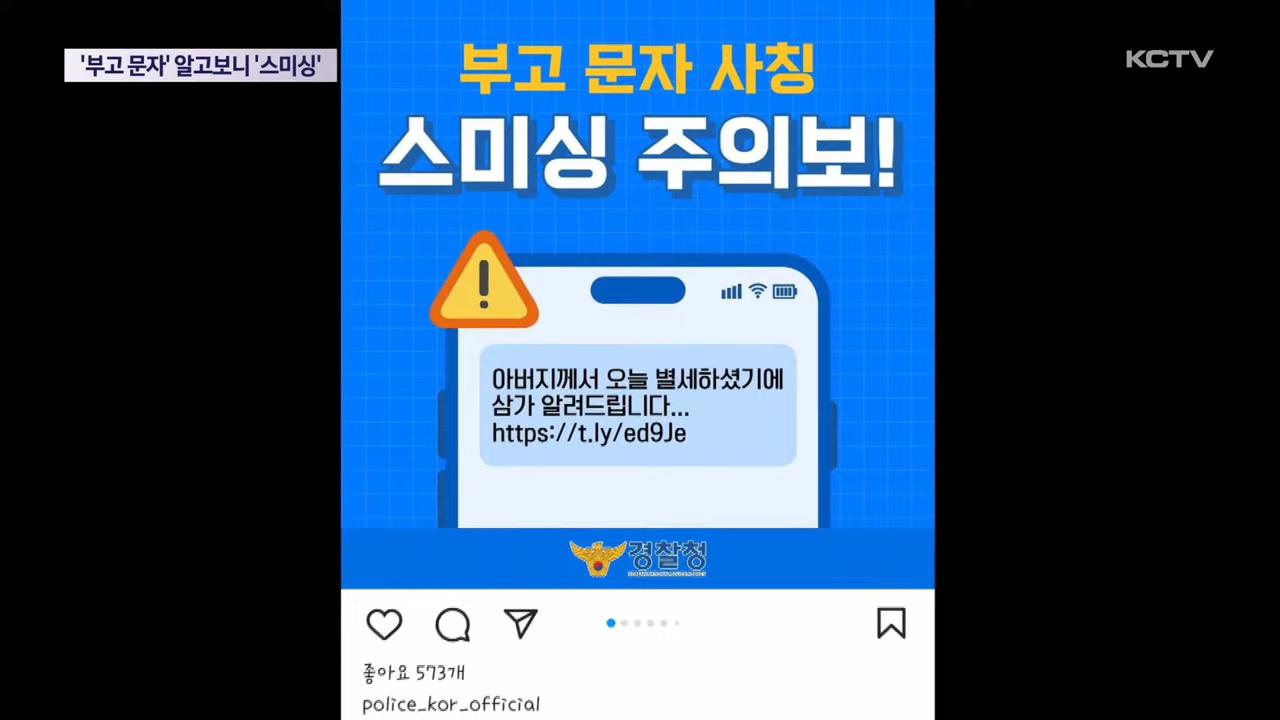 '부고 문자' 알고보니 '스미싱'
KCTV
부고 문자 사칭
스미싱 주의보!
아버지께서 오늘 별세하셨기에
삼가 알려드립니다...
https://t.ly/ed9Je
경찰청
좋아요 573개
police_kor_official